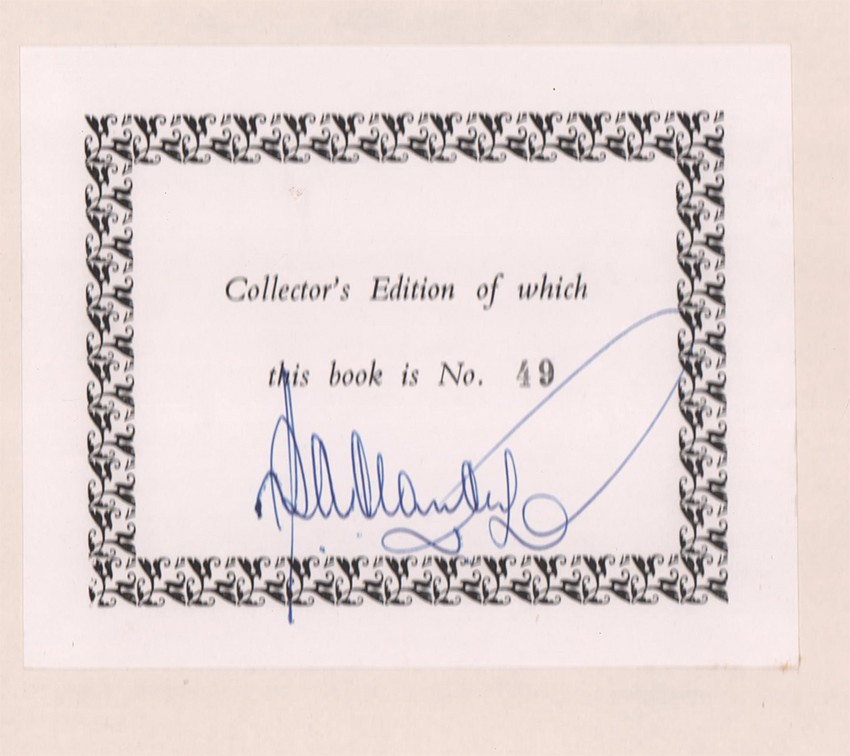 Collector's Edition of which
this book is No. 49